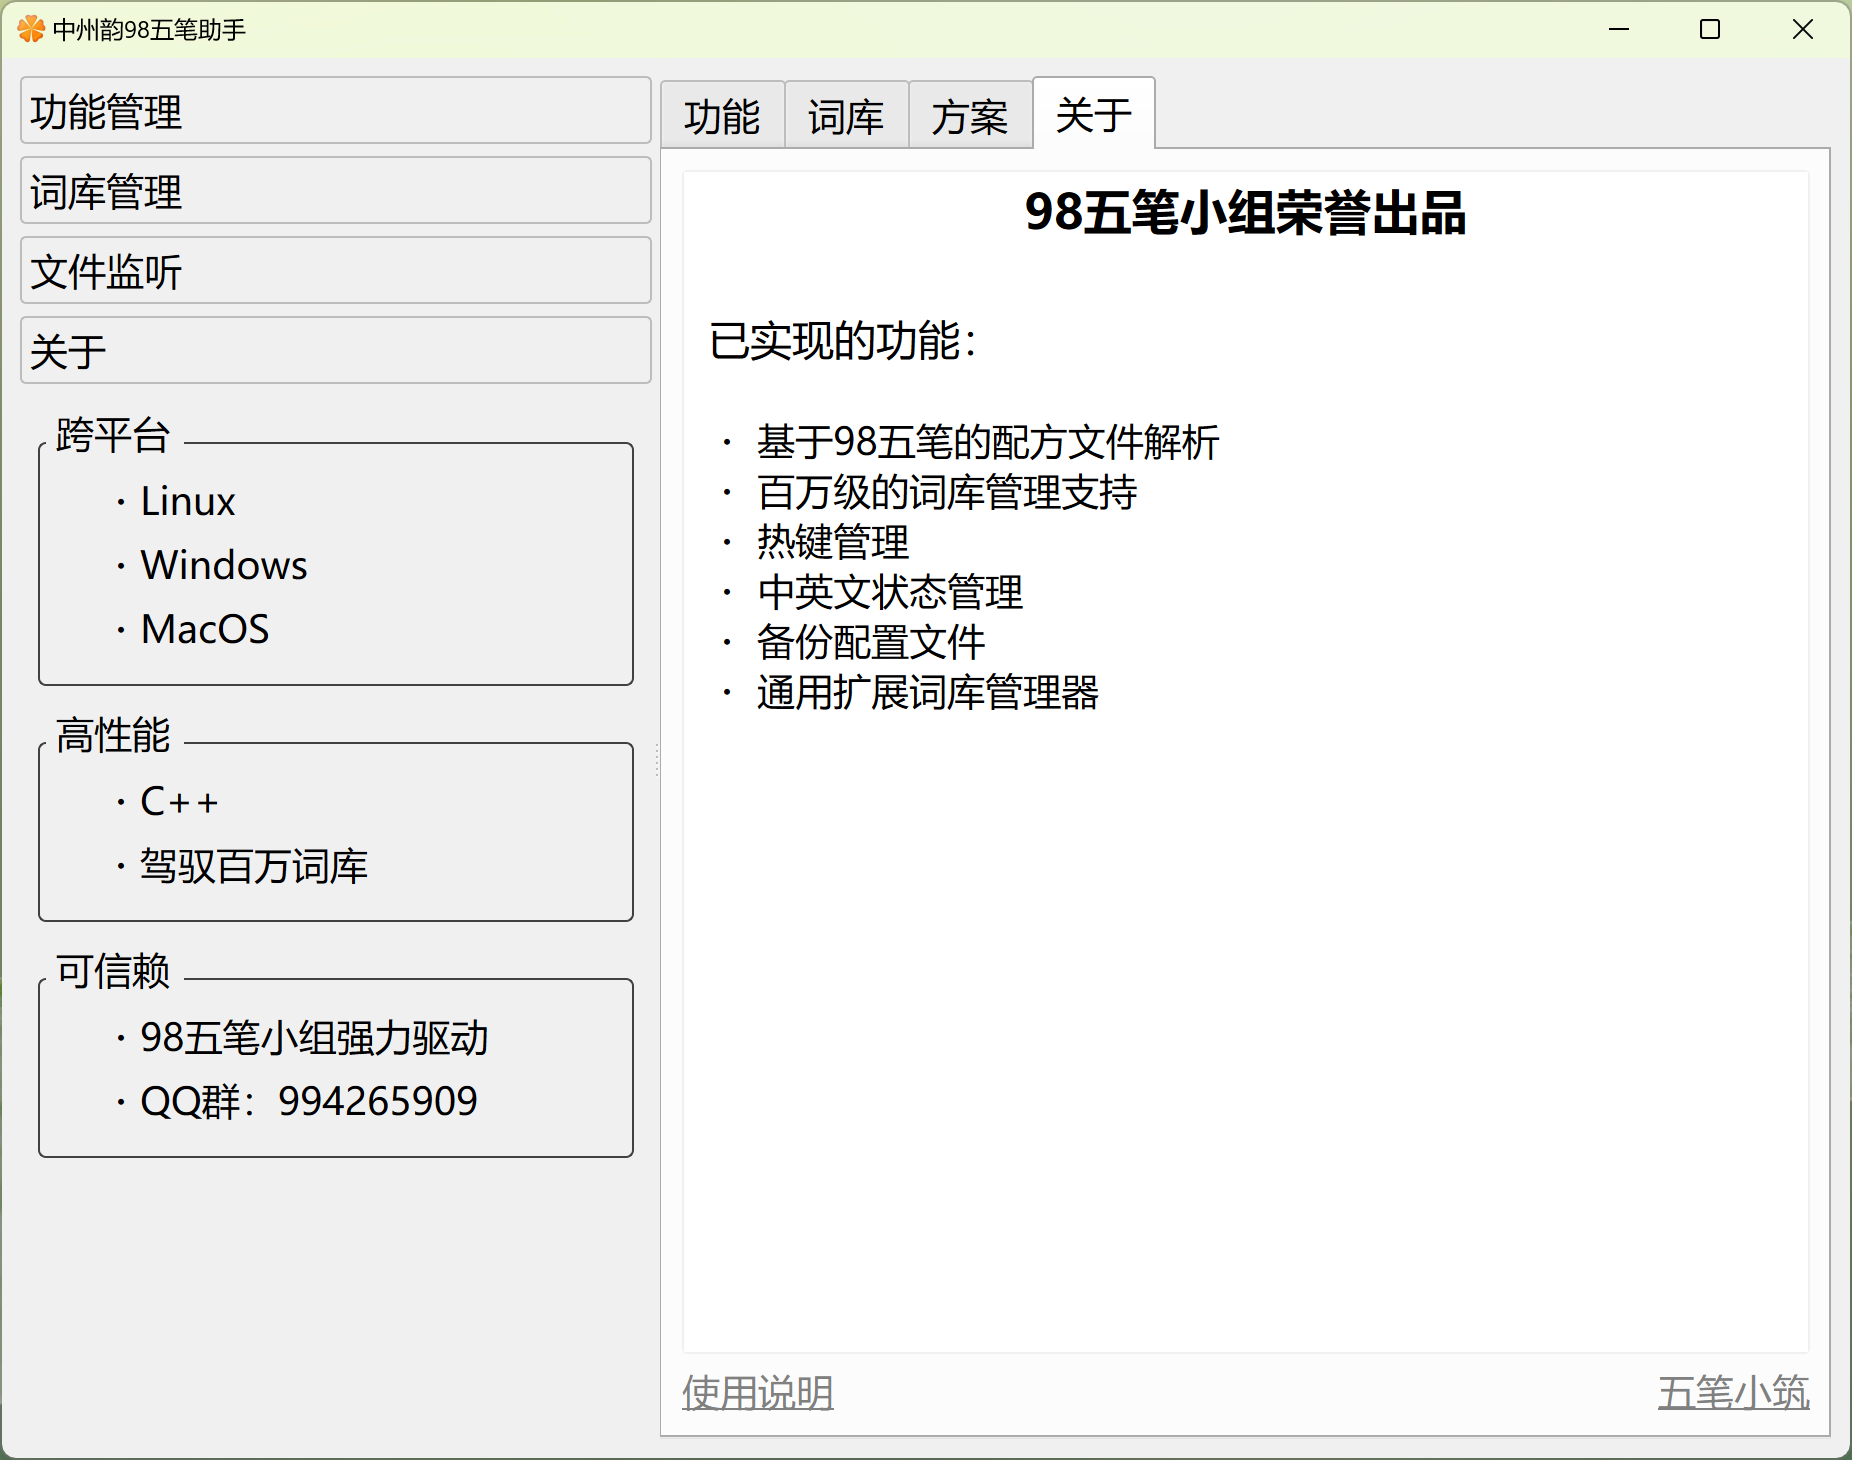 中州韵98五笔助手
功能管理
词库管理
文件监听
关于
跨平台
· Linux
· Windows
· MacOS
高性能
· C++
· 驾驭百万词库
可信赖
· 98五笔小组强力驱动
· QQ群：994265909
功能 词库 方案 关于
98五笔小组荣誉出品
已实现的功能：
· 基于98五笔的配方文件解析
· 百万级的词库管理支持
· 热键管理
· 中英文状态管理
· 备份配置文件
· 通用扩展词库管理器
使用说明 五笔小筑